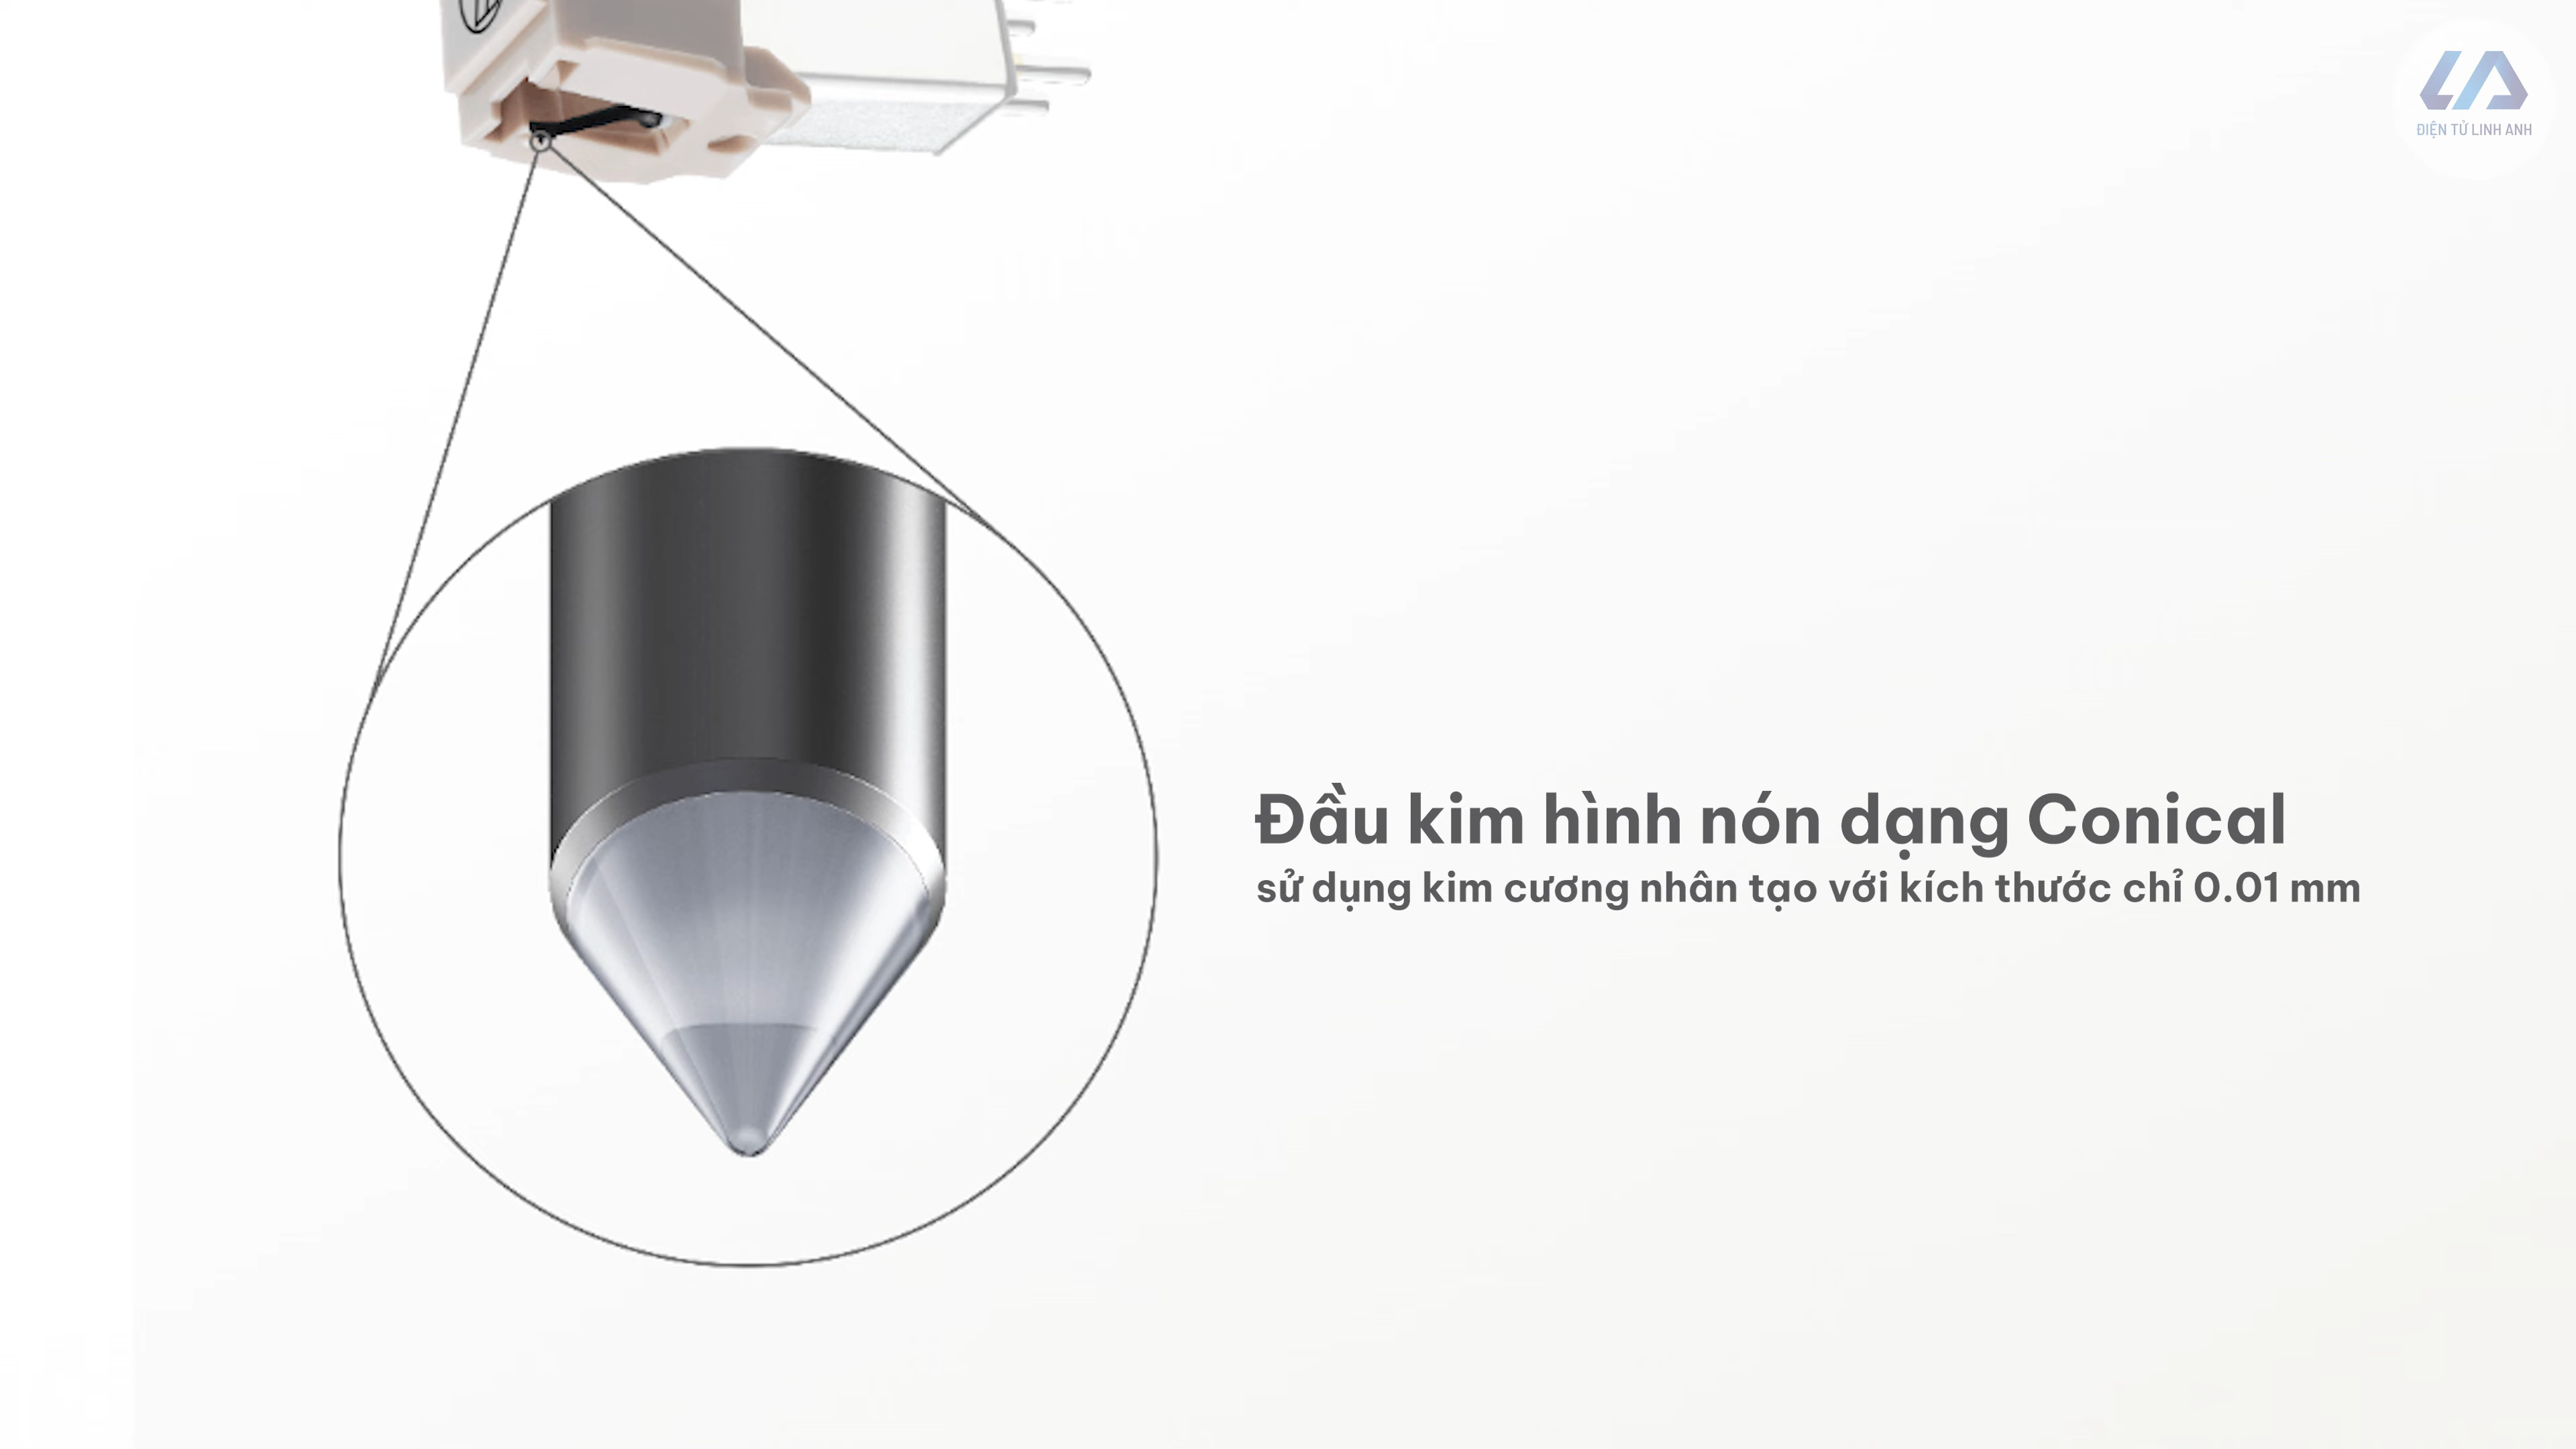 ĐIỆN TỬ LINH ANH
Đầu kim hình nón dạng Conical
sử dụng kim cương nhân tạo với kích thước chỉ 0.01 mm